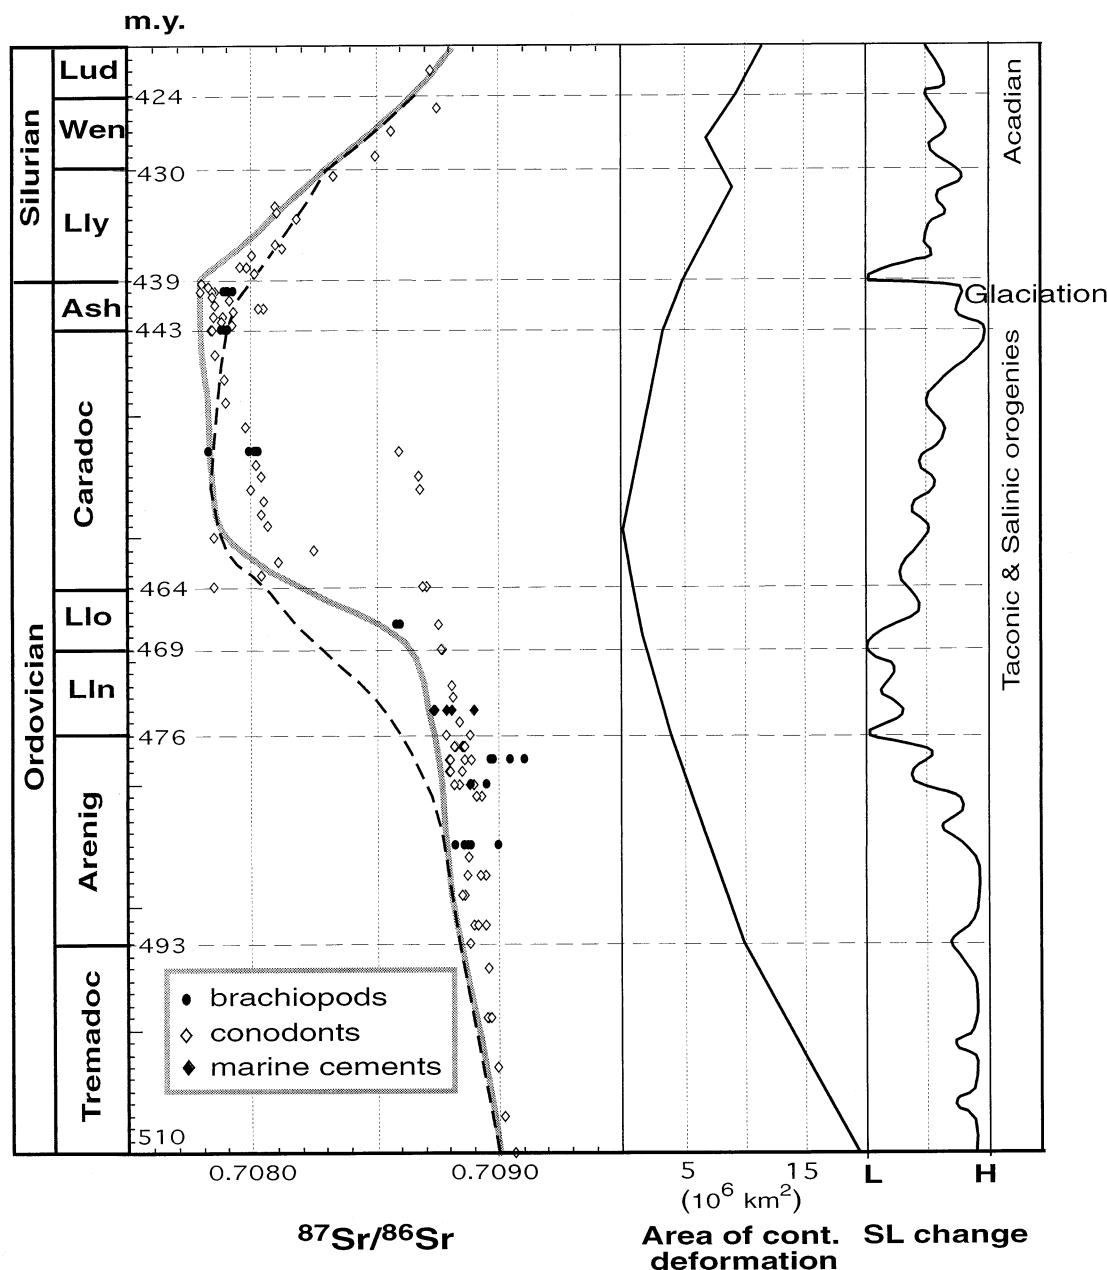 m.y.
Silurian
Ordovician
Lud
Wen
Lly
Ash
Caradoc
Llo
Lln
Arenig
Tremadoc
424
430
439
443
464
469
476
493
510
brachiopods
conodonts
marine cements
Acadian
Glaciation
Taconic & Salinic orogenies
0.7080
0.7090
5
15
L
H
(10⁶ km²)
⁸⁷Sr/⁸⁶Sr
Area of cont.
deformation
SL change